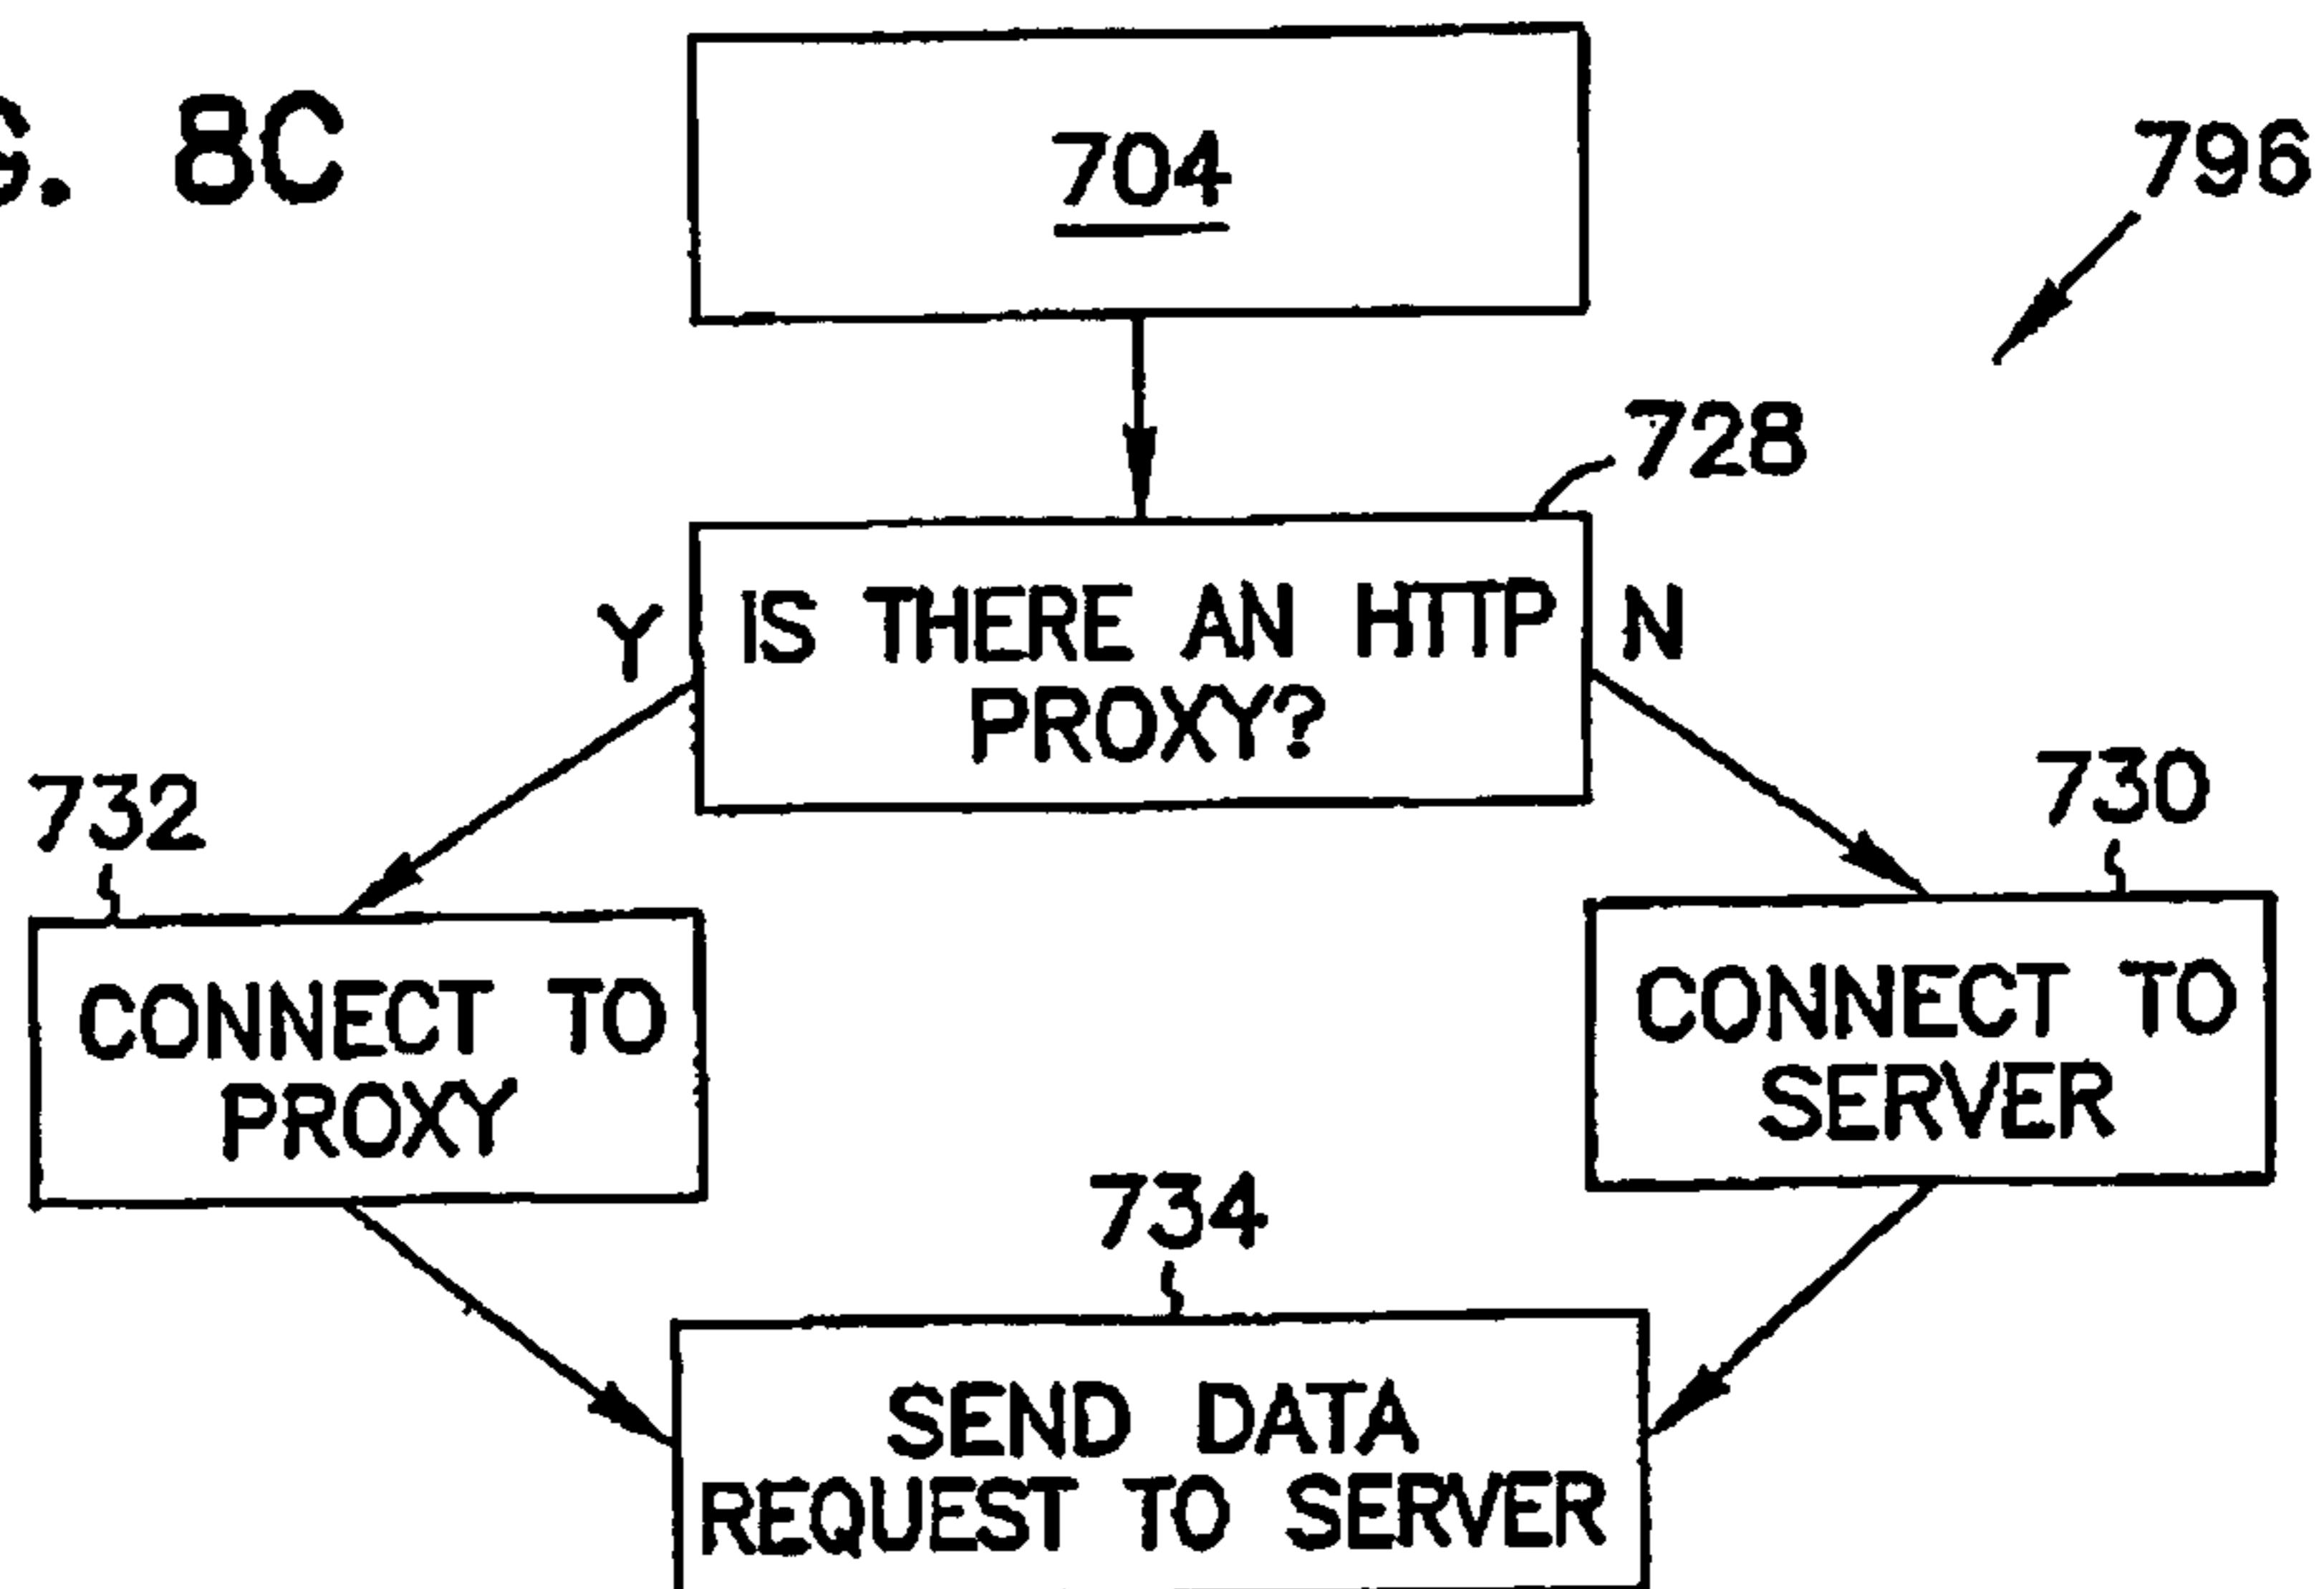 G. 8C
704
796
728
Y
IS THERE AN HTTP
PROXY?
N
732
730
CONNECT TO
PROXY
CONNECT TO
SERVER
734
SEND DATA
REQUEST TO SERVER